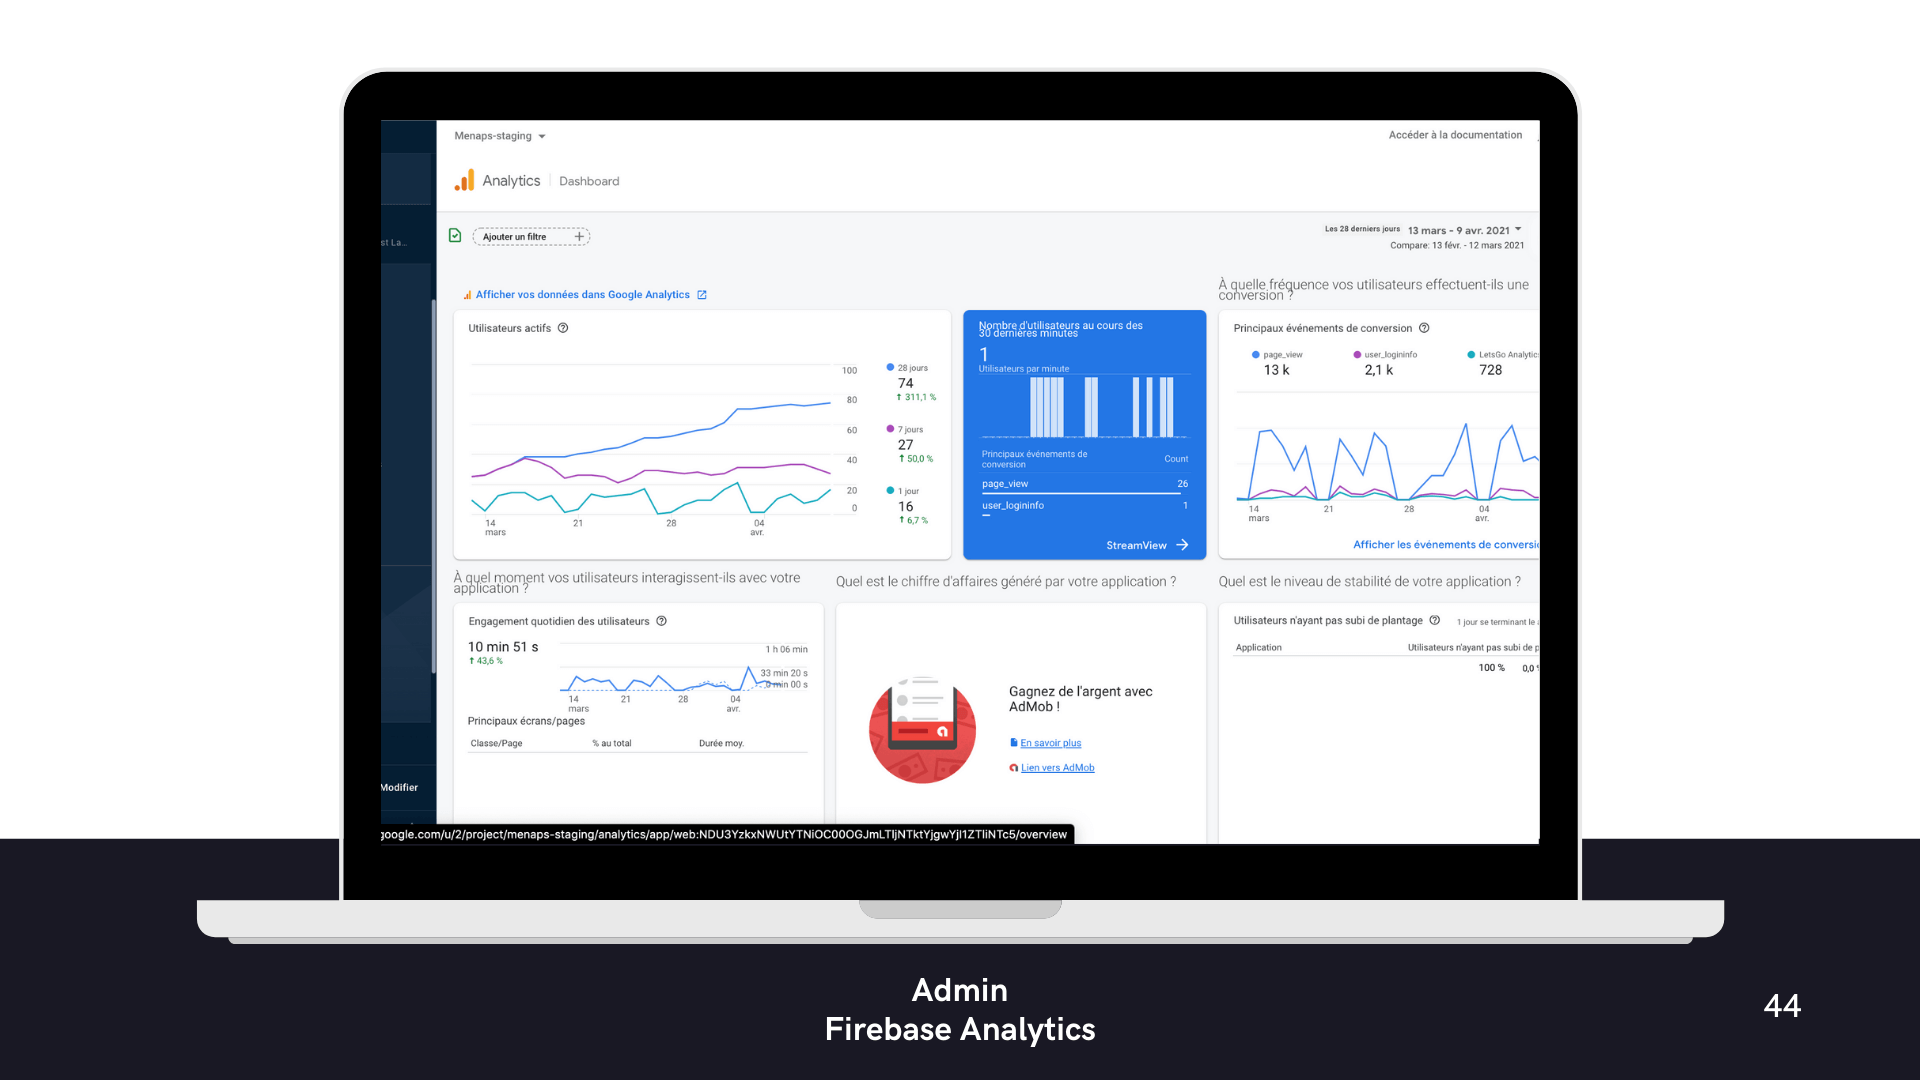 Menaps-staging
Accéder à la documentation
Analytics
Dashboard
st La...
Ajouter un filtre
Les 28 derniers jours
13 mars - 9 avr. 2021
Compare: 13 févr. - 12 mars 2021
Afficher vos données dans Google Analytics
À quelle fréquence vos utilisateurs effectuent-ils une
conversion ?
Utilisateurs actifs
100
80
60
40
20
0
14
mars
21
28
04
avr.
28 jours
74
↑ 311,1 %
7 jours
27
↑ 50,0 %
1 jour
16
↑ 6,7 %
Nombre d'utilisateurs au cours des
30 dernières minutes
1
Utilisateurs par minute
Principaux événements de
conversion
Count
page_view
26
user_logininfo
1
StreamView
Principaux événements de conversion
page_view
13 k
user_logininfo
2,1 k
LetsGo Analytic
728
14
mars
21
28
04
avr.
Afficher les événements de conversi
À quel moment vos utilisateurs interagissent-ils avec votre
application ?
Quel est le chiffre d'affaires généré par votre application ?
Quel est le niveau de stabilité de votre application ?
Engagement quotidien des utilisateurs
10 min 51 s
↑ 43,6 %
1 h 06 min
33 min 20 s
0 min 00 s
14
mars
21
28
04
avr.
Principaux écrans/pages
Classe/Page
% au total
Durée moy.
Gagnez de l'argent avec
AdMob !
En savoir plus
Lien vers AdMob
Utilisateurs n'ayant pas subi de plantage
1 jour se terminant le
Application
Utilisateurs n'ayant pas subi de p
100 %
0,0
Modifier
Admin
Firebase Analytics
44